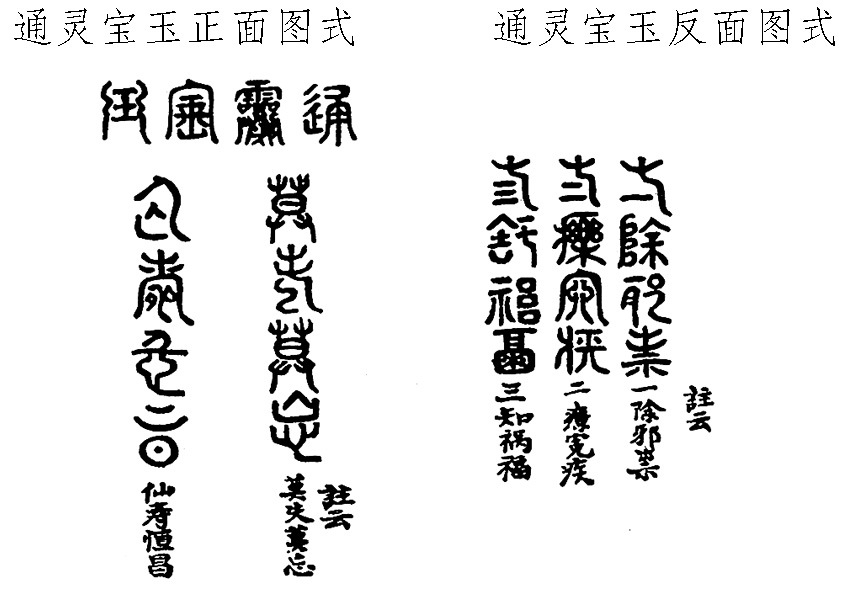 通灵宝玉正面图式
通靈寶玉
莫失莫忘
註云
莫失莫忘
仙壽恆昌
仙寿恒昌
通灵宝玉反面图式
一除邪祟
註云
一除邪祟
二療冤疾
二療冤疾
三知禍福
三知祸福